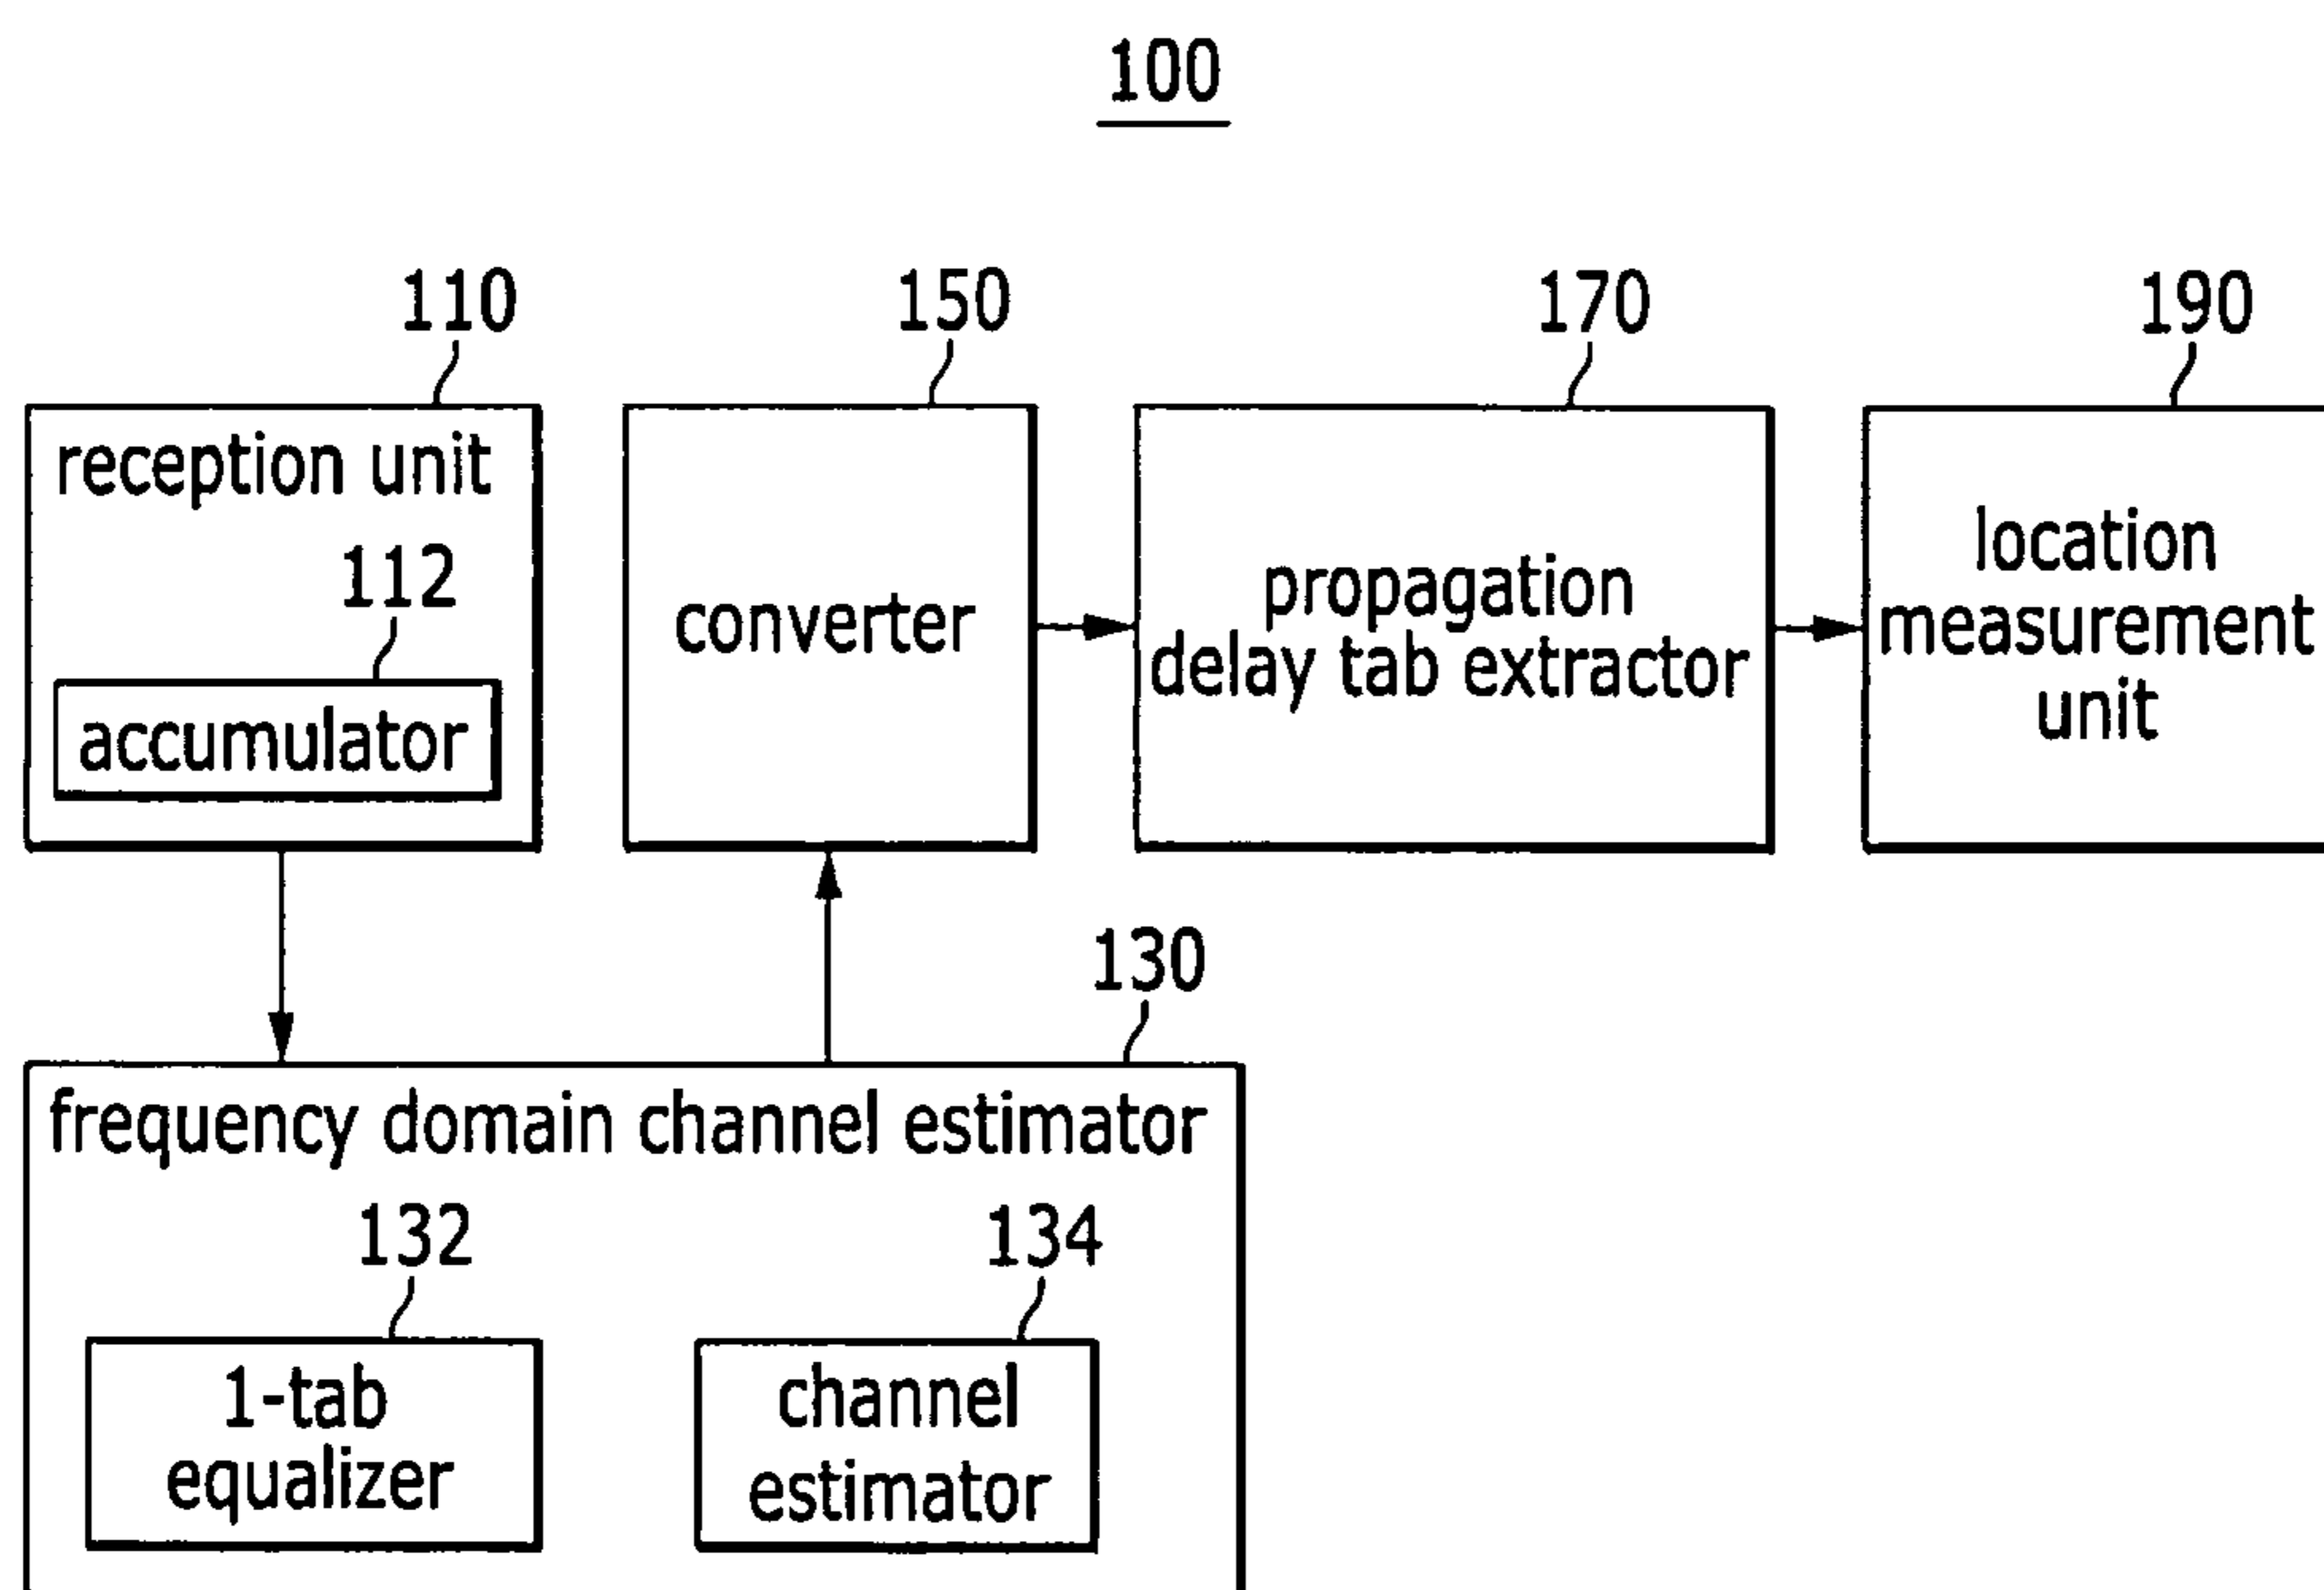 100
110
150
170
190
reception unit
112
accumulator
converter
propagation
delay tab extractor
location
measurement
unit
130
frequency domain channel estimator
132
134
1-tab
equalizer
channel
estimator